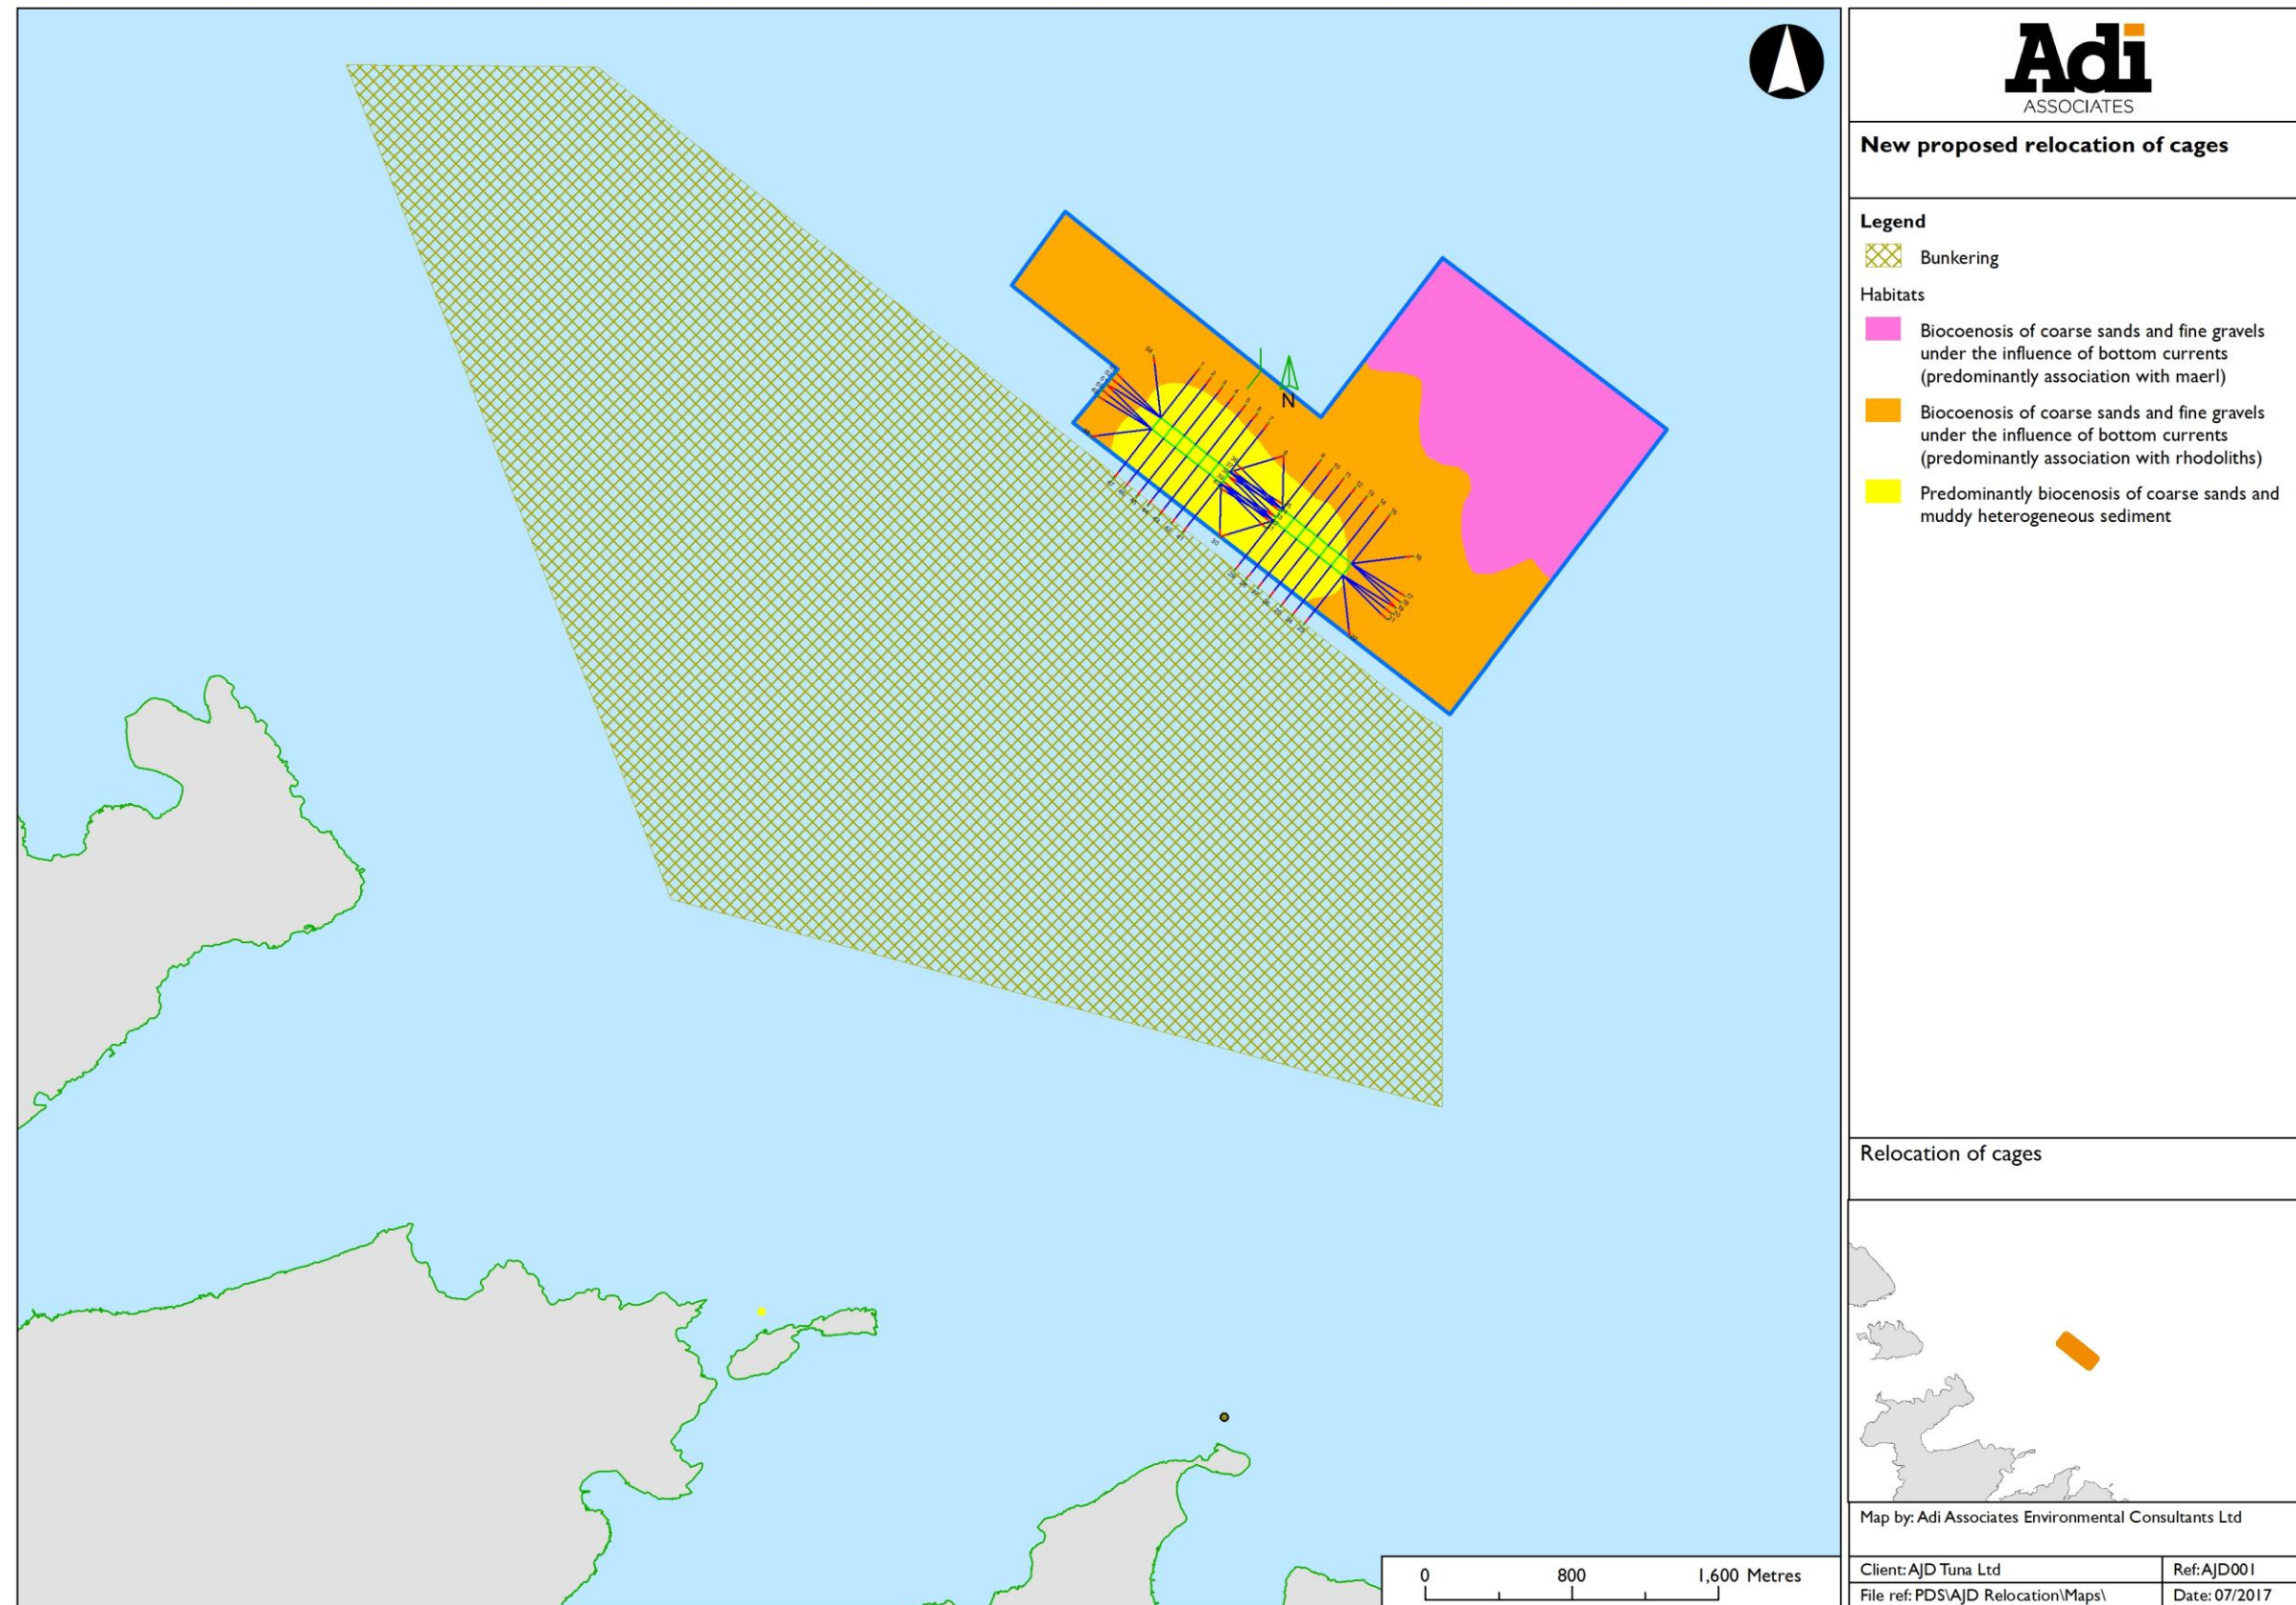 Adi
ASSOCIATES
New proposed relocation of cages
Legend
Bunkering
Habitats
Biocoenosis of coarse sands and fine gravels
under the influence of bottom currents
(predominantly association with maerl)
Biocoenosis of coarse sands and fine gravels
under the influence of bottom currents
(predominantly association with rhodoliths)
Predominantly biocenosis of coarse sands and
muddy heterogeneous sediment
N
Relocation of cages
0 800 1,600 Metres
Map by: Adi Associates Environmental Consultants Ltd
Client: AJD Tuna Ltd
Ref: AJD001
File ref: PDS\AJD Relocation\Maps\
Date: 07/2017